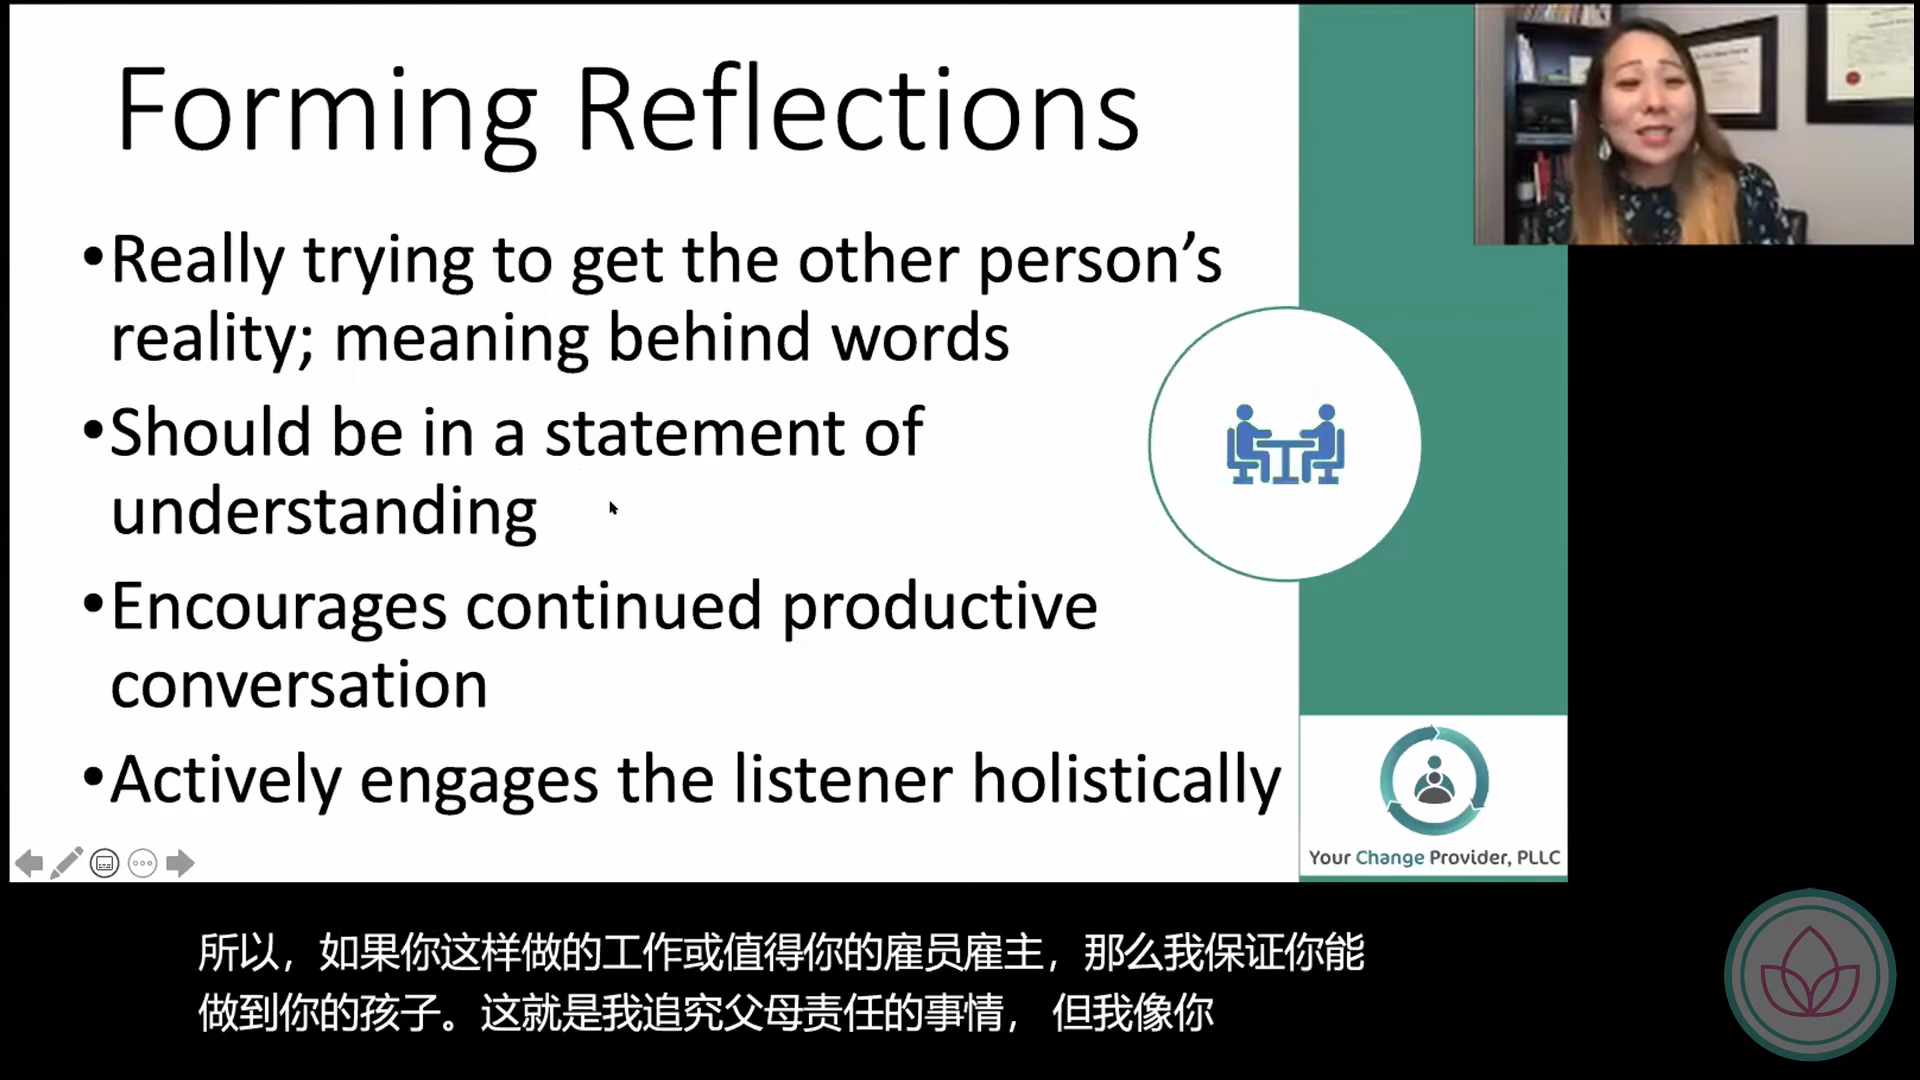 Forming Reflections
•Really trying to get the other person’s
reality; meaning behind words
•Should be in a statement of
understanding
•Encourages continued productive
conversation
•Actively engages the listener holistically
Your Change Provider, PLLC
所以，如果你这样做的工作或值得你的雇员雇主，那么我保证你能
做到你的孩子。这就是我追究父母责任的事情， 但我像你